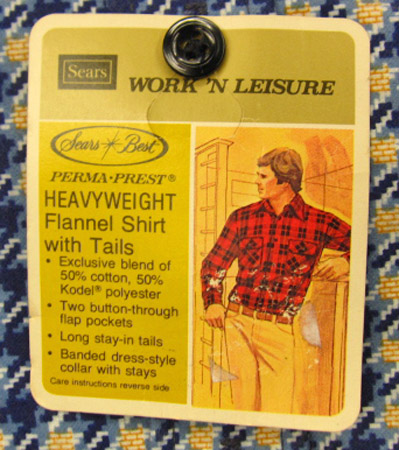 Sears
WORK 'N LEISURE
Sears Best
PERMA-PREST®
HEAVYWEIGHT
Flannel Shirt
with Tails
• Exclusive blend of
50% cotton, 50%
Kodel® polyester
• Two button-through
flap pockets
• Long stay-in tails
• Banded dress-style
collar with stays
Care instructions reverse side